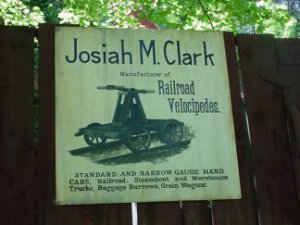 Josiah M. Clark
Manufacturer of
Railroad
Velocipedes.
STANDARD AND NARROW-GAUGE HAND
CARS, Railroad, Steamboat and Warehouse
Trucks, Baggage Barrows, Grain Wagons.